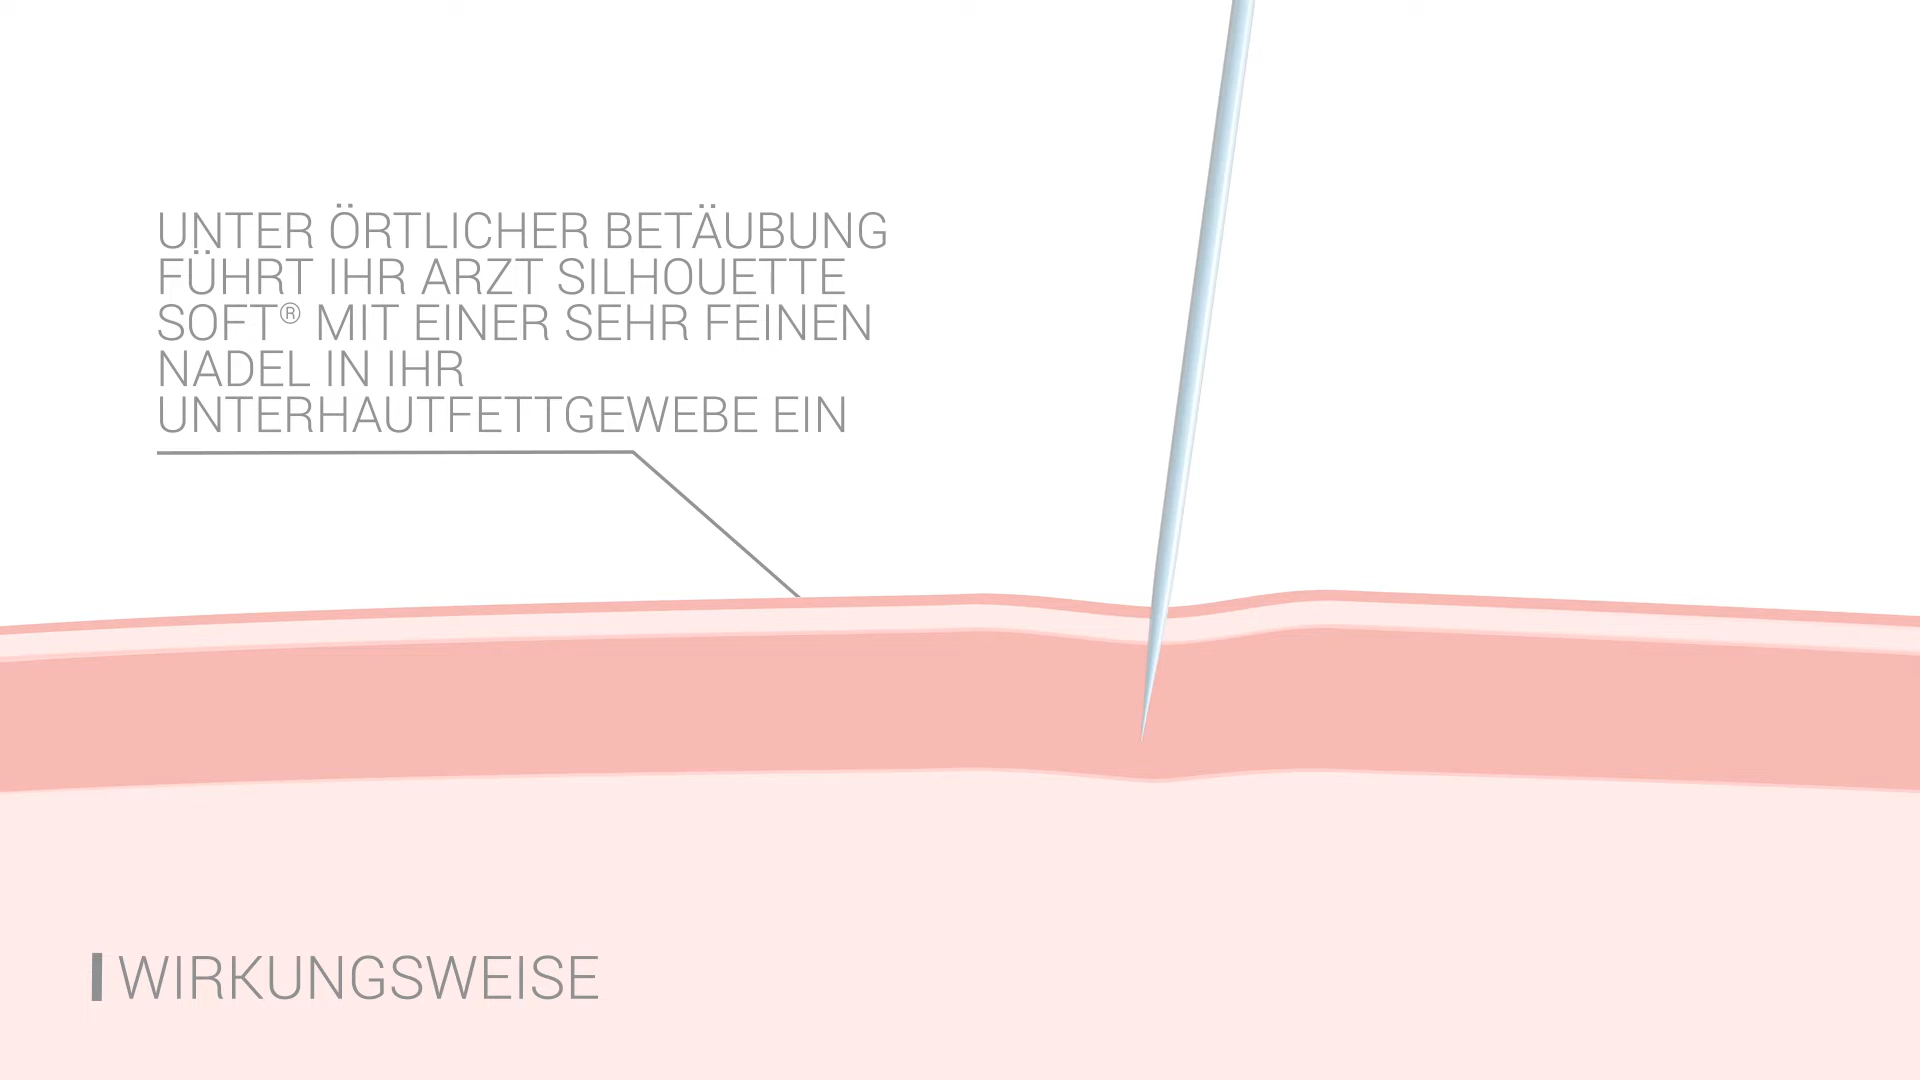 UNTER ÖRTLICHER BETÄUBUNG
FÜHRT IHR ARZT SILHOUETTE
SOFT® MIT EINER SEHR FEINEN
NADEL IN IHR
UNTERHAUTFETTGEWEBE EIN
WIRKUNGSWEISE